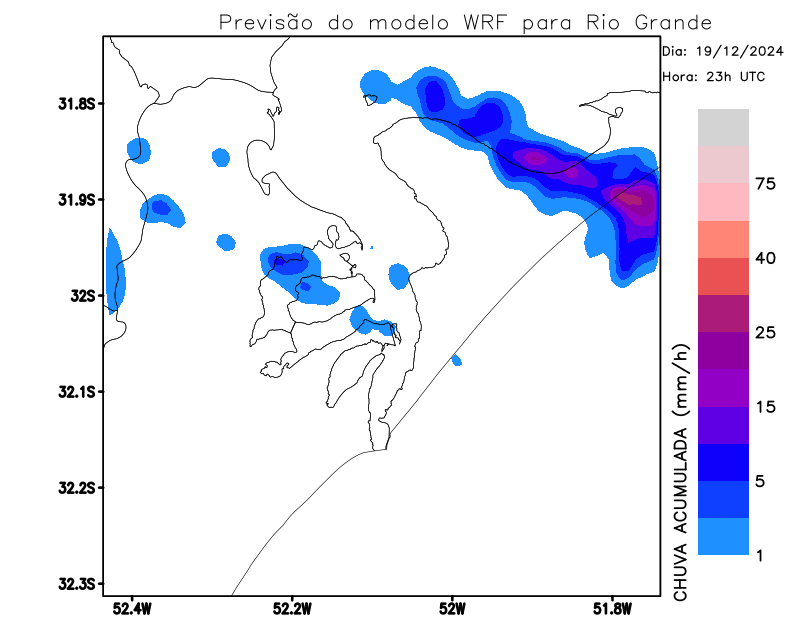 Previsão do modelo WRF para Rio Grande
Dia: 19/12/2024
Hora: 23h UTC
31.8S
31.9S
32S
32.1S
32.2S
32.3S
52.4W
52.2W
52W
51.8W
75
40
25
15
5
1
CHUVA ACUMULADA (mm/h)